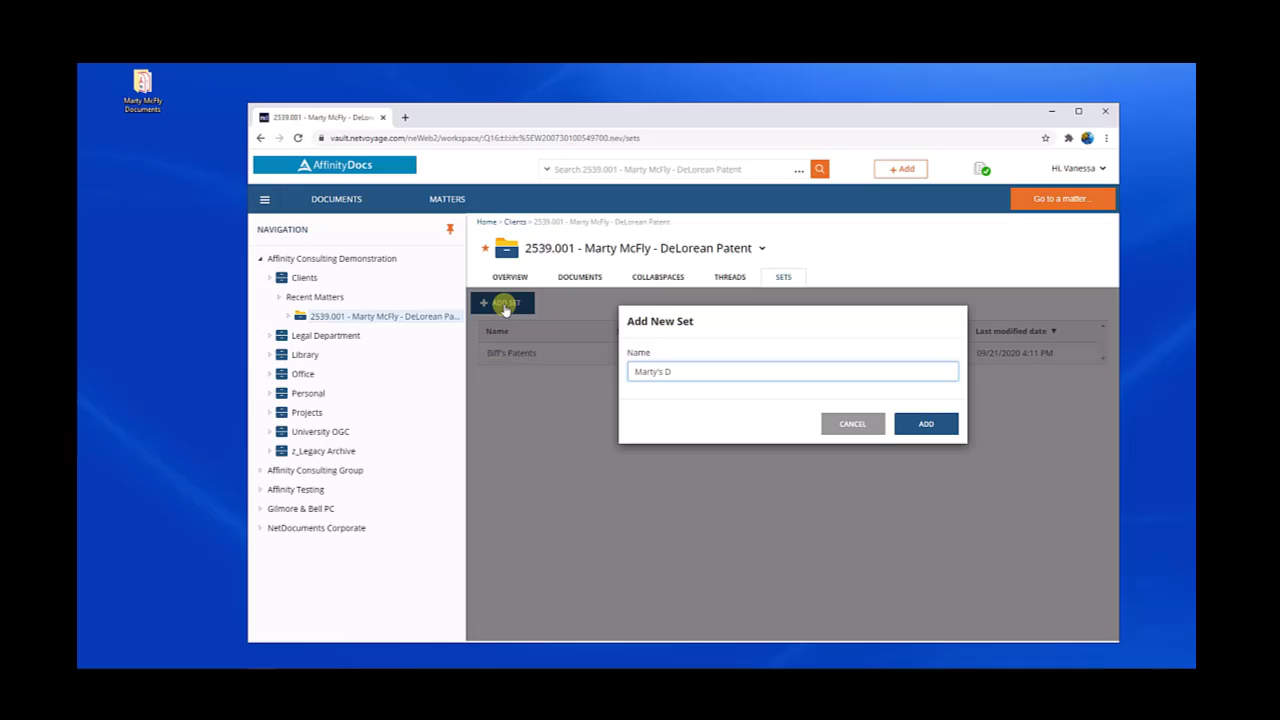 Marty McFly
Documents
2539.001 - Marty McFly - DeLore
vault.netvoyage.com/neWeb2/workspace/
AffinityDocs
Search 2539.001 - Marty McFly - DeLorean Patent
...
+ Add
Hi, Vanessa
DOCUMENTS
MATTERS
Go to a matter...
NAVIGATION
Home > Clients > 2539.001 - Marty McFly - DeLorean Patent
2539.001 - Marty McFly - DeLorean Patent
OVERVIEW
DOCUMENTS
COLLABSPACES
THREADS
SETS
Affinity Consulting Demonstration
Clients
Recent Matters
2539.001 - Marty McFly - DeLorean Pa...
Legal Department
Library
Office
Personal
Projects
University OGC
z_Legacy Archive
Affinity Consulting Group
Affinity Testing
Gilmore & Bell PC
NetDocuments Corporate
+ ADD SET
Name
Last modified date
Biff's Patents
09/21/2020 4:11 PM
Add New Set
Name
Marty's D
CANCEL
ADD